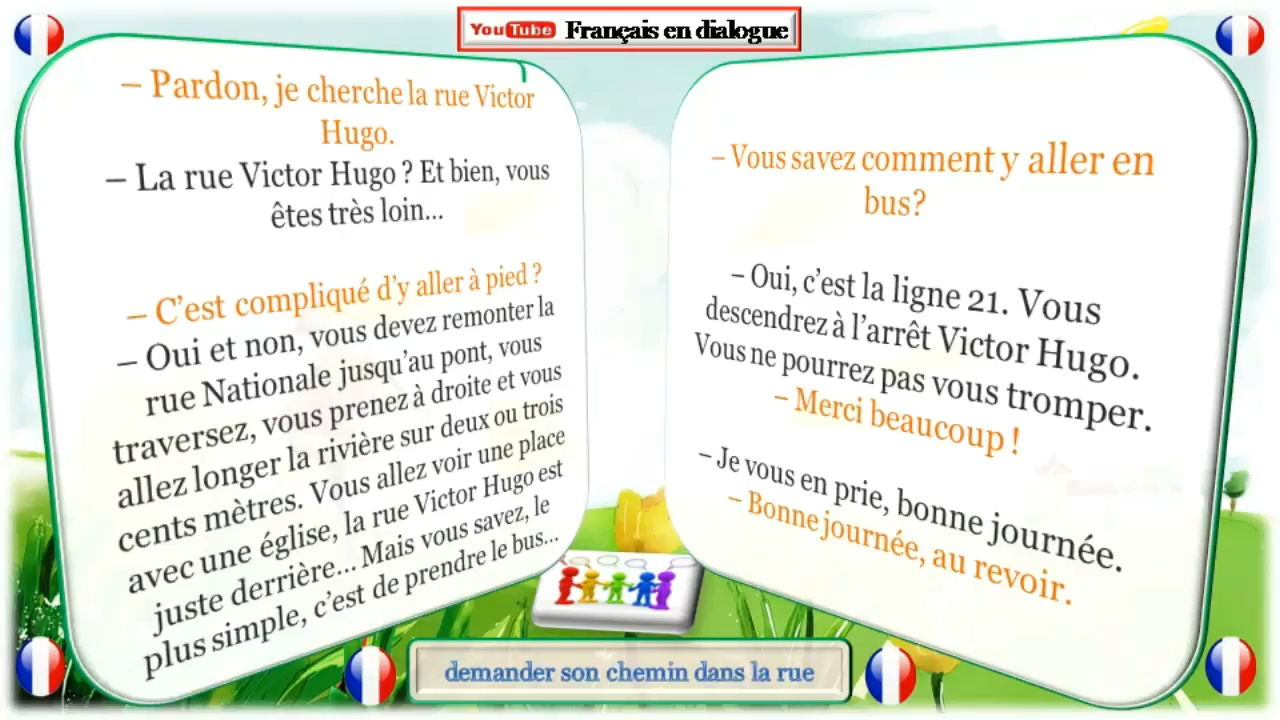 YouTube Français en dialogue
– Pardon, je cherche la rue Victor
Hugo.
– La rue Victor Hugo ? Et bien, vous
êtes très loin...
– C'est compliqué d'y aller à pied ?
– Oui et non, vous devez remonter la
rue Nationale jusqu'au pont, vous
traversez, vous prenez à droite et vous
allez longer la rivière sur deux ou trois
cents mètres. Vous allez voir une place
avec une église, la rue Victor Hugo est
juste derrière... Mais vous savez, le
plus simple, c'est de prendre le bus...
– Vous savez comment y aller en
bus?
– Oui, c'est la ligne 21. Vous
descendrez à l'arrêt Victor Hugo.
Vous ne pourrez pas vous tromper.
– Merci beaucoup !
– Je vous en prie, bonne journée.
– Bonne journée, au revoir.
demander son chemin dans la rue